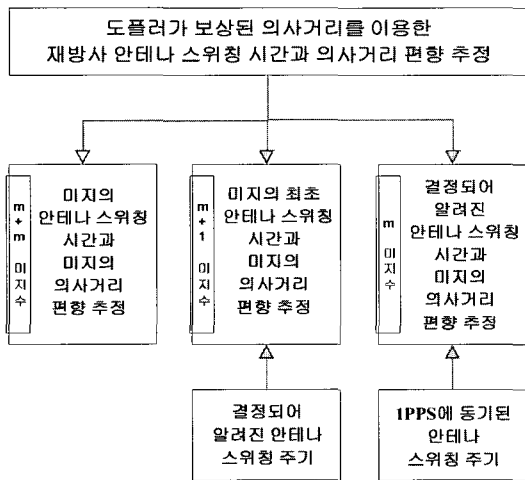 도플러가 보상된 의사거리를 이용한
재방사 안테나 스위칭 시간과 의사거리 편향 추정
m+m 미지수
미지의
안테나 스위칭
시간과
미지의
의사거리
편향 추정
m+1 미지수
미지의 최초
안테나 스위칭
시간과
미지의
의사거리
편향 추정
m 미지수
결정되어
알려진
안테나 스위칭
시간과
미지의
의사거리
편향 추정
결정되어
알려진 안테나
스위칭 주기
1PPS에 동기된
안테나
스위칭 주기